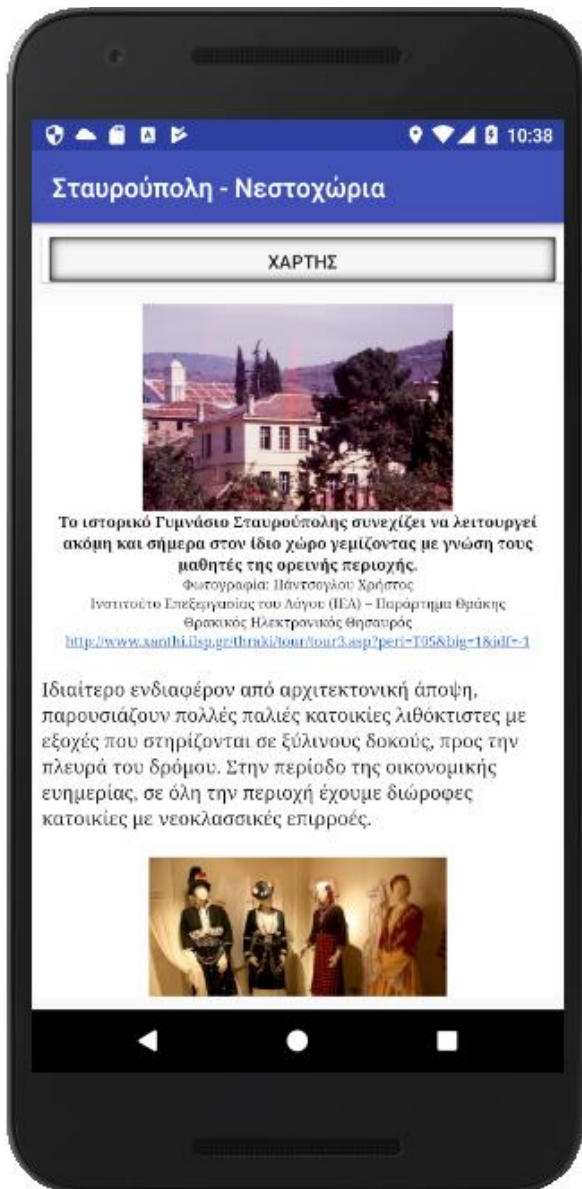 10:38
Σταυρούπολη - Νεστοχώρια
ΧΑΡΤΗΣ
Το ιστορικό Γυμνάσιο Σταυρούπολης συνεχίζει να λειτουργεί
ακόμη και σήμερα στον ίδιο χώρο γεμίζοντας με γνώση τους
μαθητές της ορεινής περιοχής.
Φωτογραφία: Πάντσογλου Χρήστος
Ινστιτούτο Επεξεργασίας του Λόγου (ΙΕΛ) – Παράρτημα Θράκης
Θρακικός Ηλεκτρονικός Θησαυρός
http://www.xanthi.ilsp.gr/thraki/tour/tour3.asp?peri=T05&big=1&idf=-1
Ιδιαίτερο ενδιαφέρον από αρχιτεκτονική άποψη,
παρουσιάζουν πολλές παλιές κατοικίες λιθόκτιστες με
εξοχές που στηρίζονται σε ξύλινους δοκούς, προς την
πλευρά του δρόμου. Στην περίοδο της οικονομικής
ευημερίας, σε όλη την περιοχή έχουμε διώροφες
κατοικίες με νεοκλασσικές επιρροές.